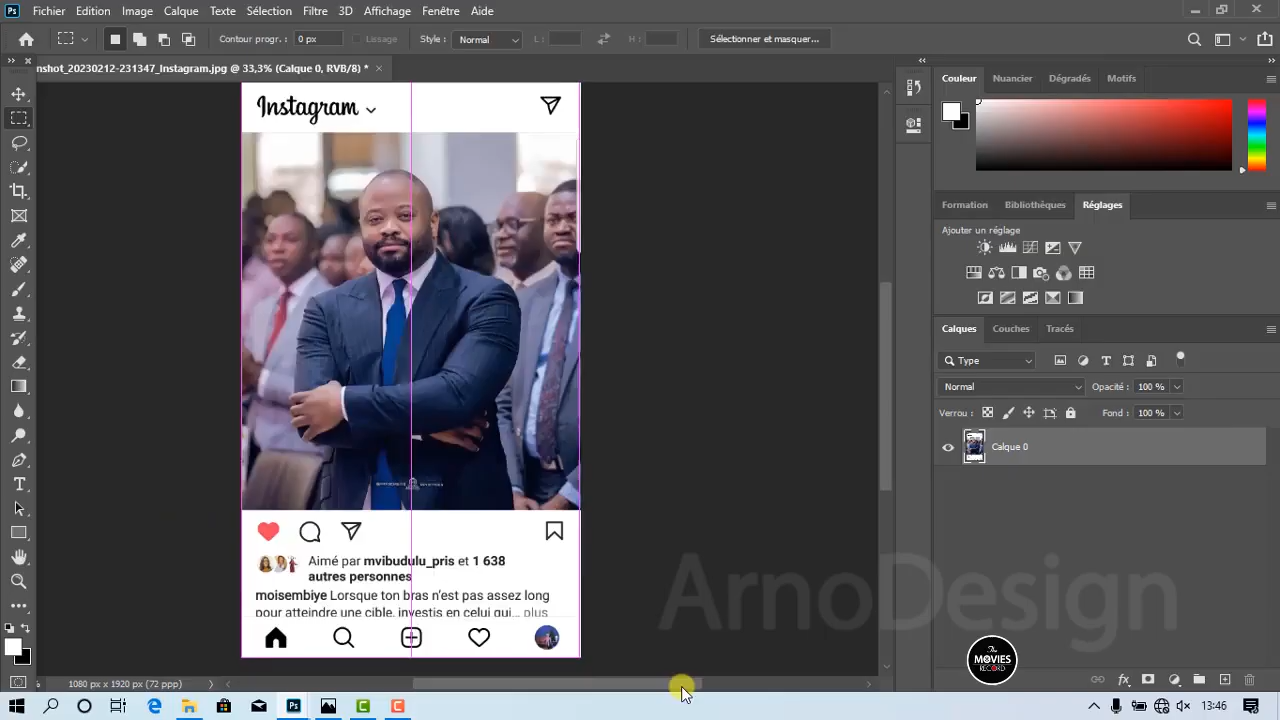 Fichier Edition Image Calque Texte Sélection Filtre 3D Affichage Fenêtre Aide
Contour progr. : 0 px Lissage Style : Normal L : H : Sélectionner et masquer...
nshot_20230212-231347_Instagram.jpg @ 33,3% (Calque 0, RVB/8) *
Couleur Nuancier Dégradés Motifs
Instagram
Formation Bibliothèques Réglages
Ajouter un réglage
Calques Couches Tracés
Type
Normal Opacité : 100 %
Verrou : Fond : 100 %
Calque 0
Aimé par mvibudulu_pris et 1 638
autres personnes
moisembiye Lorsque ton bras n'est pas assez long
pour atteindre une cible, investis en celui qui... plus
ArnoDesign
The
MOVIES
RECORD
1080 px x 1920 px (72 ppp)
13:46